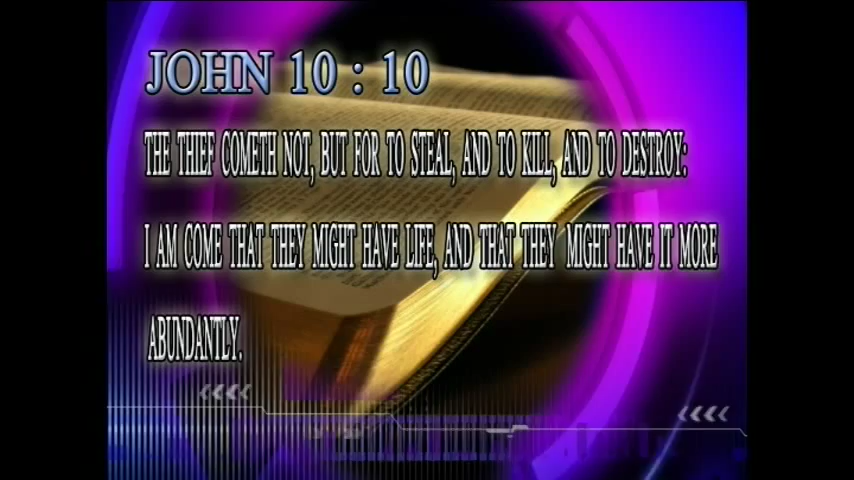 JOHN 10 : 10
THE THIEF COMETH NOT, BUT FOR TO STEAL, AND TO KILL, AND TO DESTROY:
I AM COME THAT THEY MIGHT HAVE LIFE, AND THAT THEY MIGHT HAVE IT MORE
ABUNDANTLY.